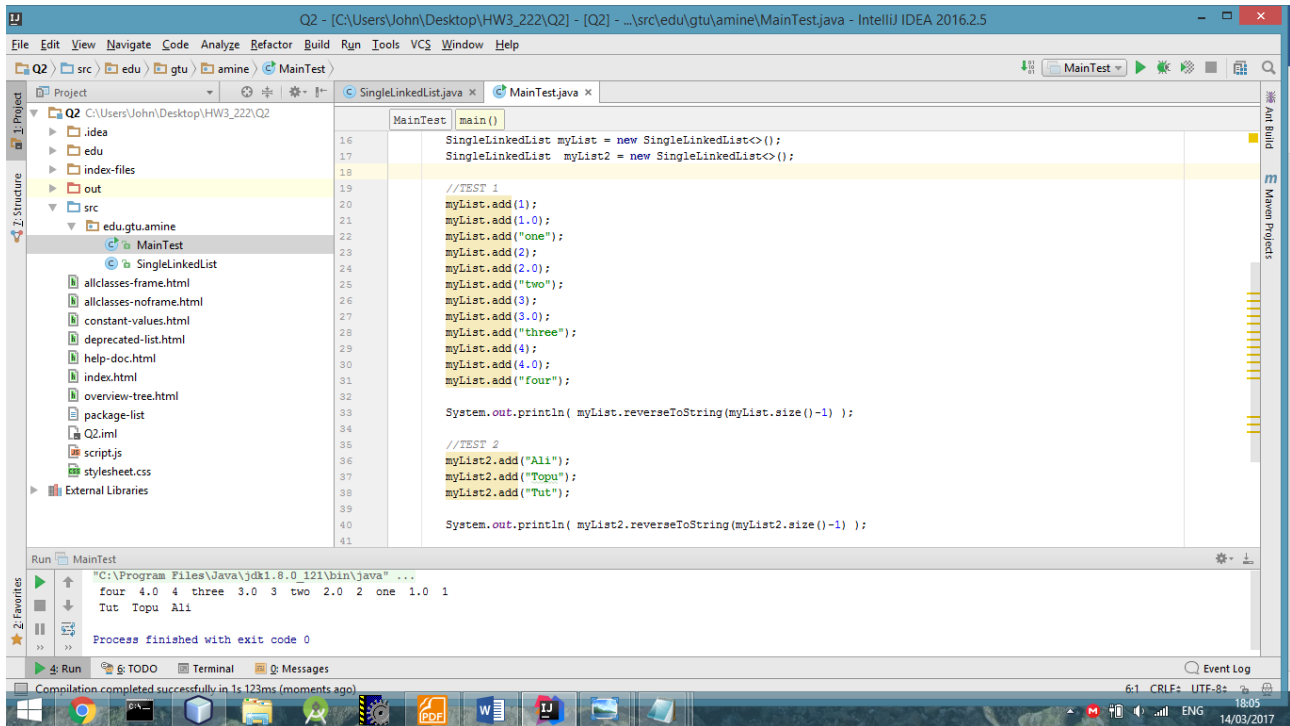 Q2 - [C:\Users\John\Desktop\HW3_222\Q2] - [Q2] - ...\src\edu\gtu\amine\MainTest.java - IntelliJ IDEA 2016.2.5
File Edit View Navigate Code Analyze Refactor Build Run Tools VCS Window Help
Q2 src edu gtu amine MainTest
MainTest
Project
SingleLinkedList.java × MainTest.java ×
MainTest main()
1: Project
7: Structure
2: Favorites
Ant Build
m Maven Projects
Q2 C:\Users\John\Desktop\HW3_222\Q2
.idea
edu
index-files
out
src
edu.gtu.amine
MainTest
SingleLinkedList
allclasses-frame.html
allclasses-noframe.html
constant-values.html
deprecated-list.html
help-doc.html
index.html
overview-tree.html
package-list
Q2.iml
script.js
stylesheet.css
External Libraries
16 SingleLinkedList myList = new SingleLinkedList<>();
17 SingleLinkedList  myList2 = new SingleLinkedList<>();
18
19 //TEST 1
20 myList.add(1);
21 myList.add(1.0);
22 myList.add("one");
23 myList.add(2);
24 myList.add(2.0);
25 myList.add("two");
26 myList.add(3);
27 myList.add(3.0);
28 myList.add("three");
29 myList.add(4);
30 myList.add(4.0);
31 myList.add("four");
32
33 System.out.println( myList.reverseToString(myList.size()-1) );
34
35 //TEST 2
36 myList2.add("Ali");
37 myList2.add("Topu");
38 myList2.add("Tut");
39
40 System.out.println( myList2.reverseToString(myList2.size()-1) );
41
Run MainTest
"C:\Program Files\Java\jdk1.8.0_121\bin\java" ...
four  4.0  4  three  3.0  3  two  2.0  2  one  1.0  1
Tut  Topu  Ali
Process finished with exit code 0
4: Run 6: TODO Terminal 0: Messages Event Log
Compilation completed successfully in 1s 123ms (moments ago) 6:1 CRLF÷ UTF-8÷
PDF ENG 18:05
14/03/2017